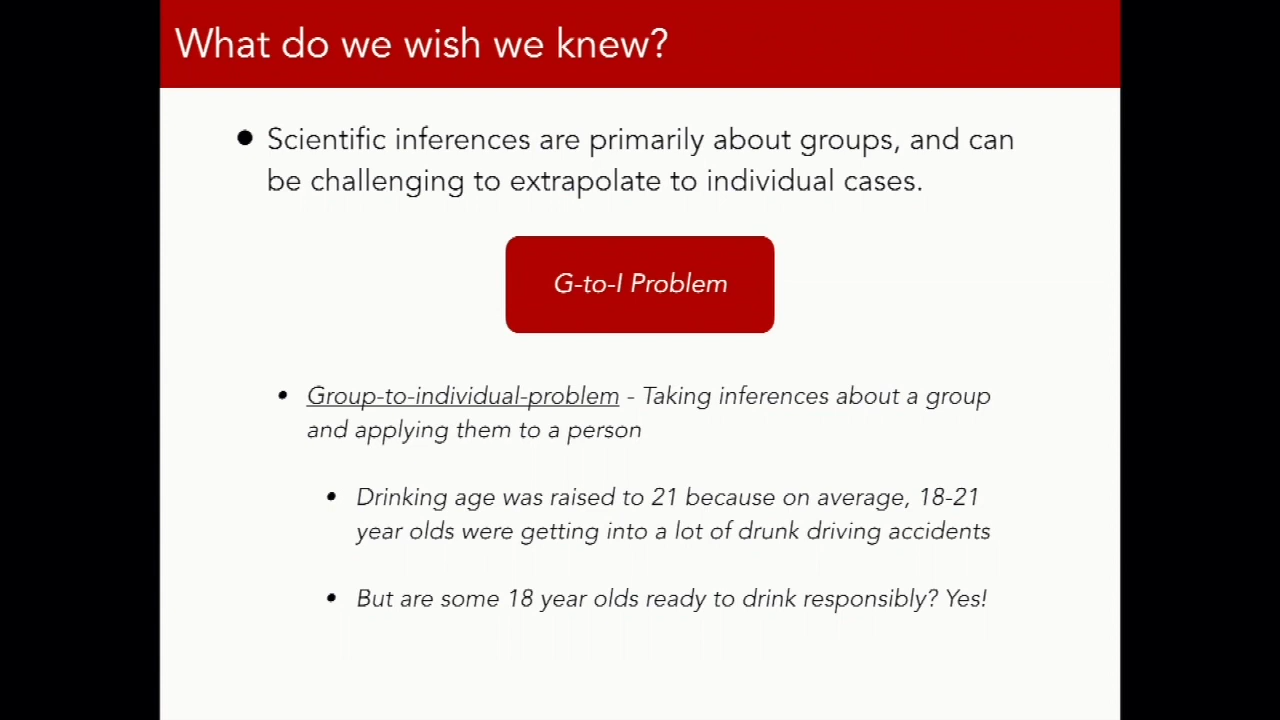 What do we wish we knew?
● Scientific inferences are primarily about groups, and can
be challenging to extrapolate to individual cases.
G-to-I Problem
• Group-to-individual-problem - Taking inferences about a group
and applying them to a person
• Drinking age was raised to 21 because on average, 18-21
year olds were getting into a lot of drunk driving accidents
• But are some 18 year olds ready to drink responsibly? Yes!